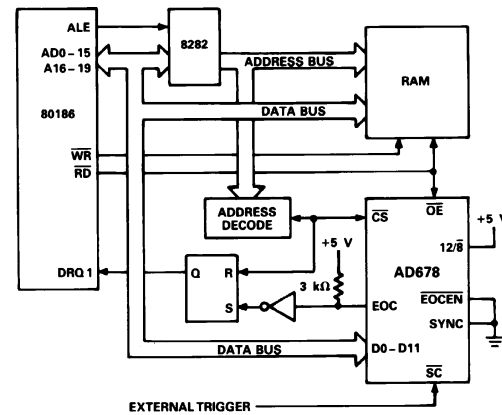 ALE
AD0 – 15
A16 – 19
80186
WR
RD
DRQ 1
8282
ADDRESS BUS
DATA BUS
RAM
ADDRESS
DECODE
+5 V
3 kΩ
Q
R
S
CS
OE
+5 V
12/8
AD678
EOC
EOCEN
SYNC
D0 – D11
SC
DATA BUS
EXTERNAL TRIGGER